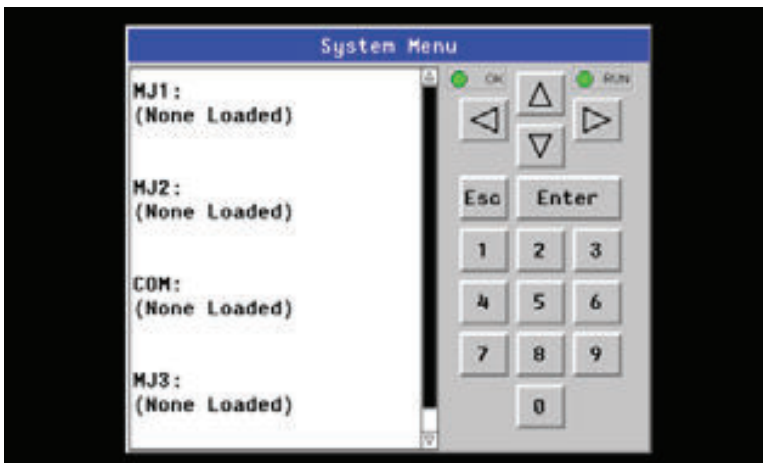 System Menu
MJ1:
(None Loaded)
MJ2:
(None Loaded)
COM:
(None Loaded)
MJ3:
(None Loaded)
OK
RUN
Esc Enter
1 2 3
4 5 6
7 8 9
0